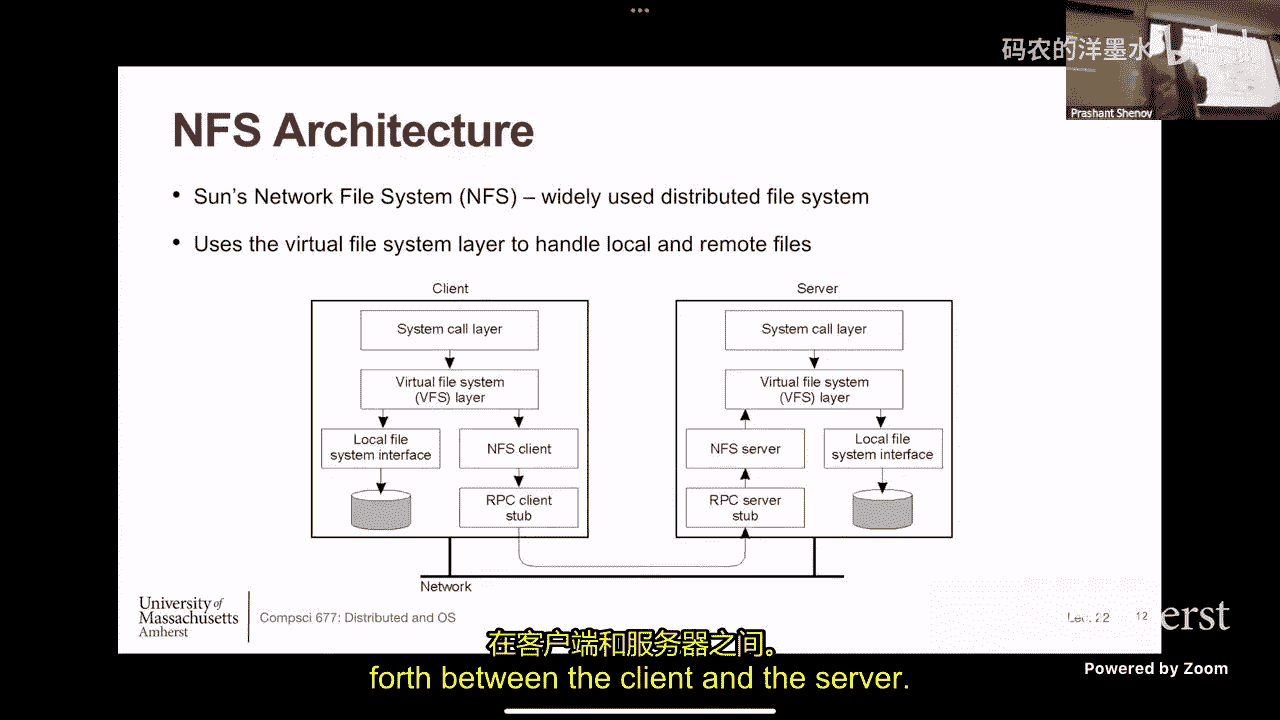 码农的洋墨水
Prashant Shenoy
NFS Architecture
• Sun's Network File System (NFS) – widely used distributed file system
• Uses the virtual file system layer to handle local and remote files
Client
Server
System call layer
System call layer
Virtual file system
(VFS) layer
Virtual file system
(VFS) layer
Local file
system interface
NFS client
NFS server
Local file
system interface
RPC client
stub
RPC server
stub
Network
University of
Massachusetts
Amherst
Compsci 677: Distributed and OS
Lec. 22
12
erst
在客户端和服务器之间。
forth between the client and the server.
Powered by Zoom